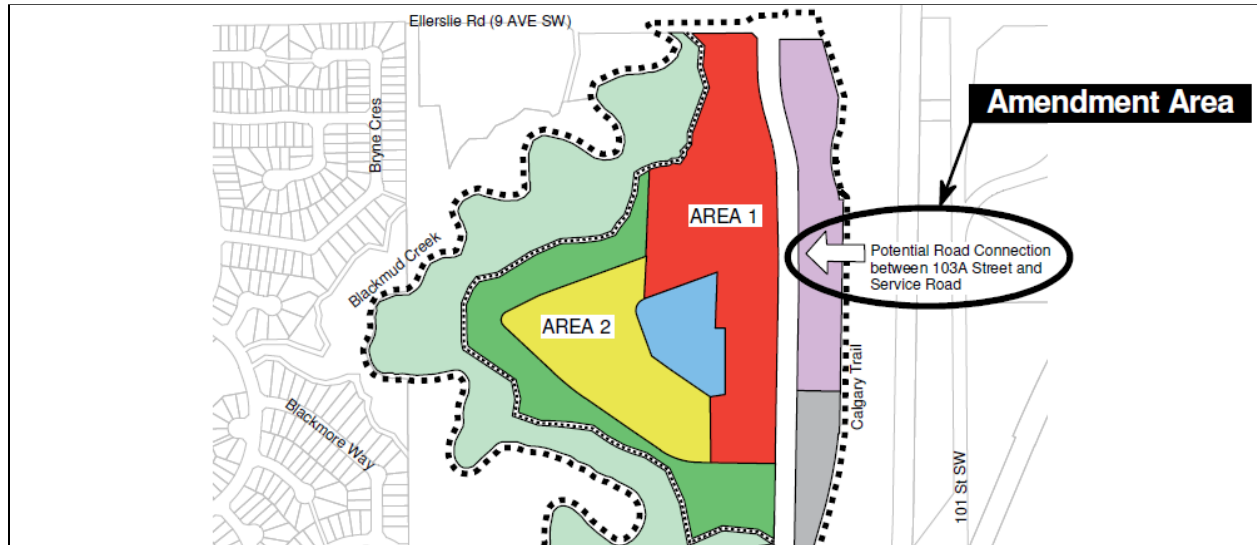 Ellerslie Rd (9 AVE SW)
Bryne Cres
Amendment Area
AREA 1
Potential Road Connection
between 103A Street and
Service Road
Blackmud Creek
AREA 2
Calgary Trail
Blackmore Way
101 St SW